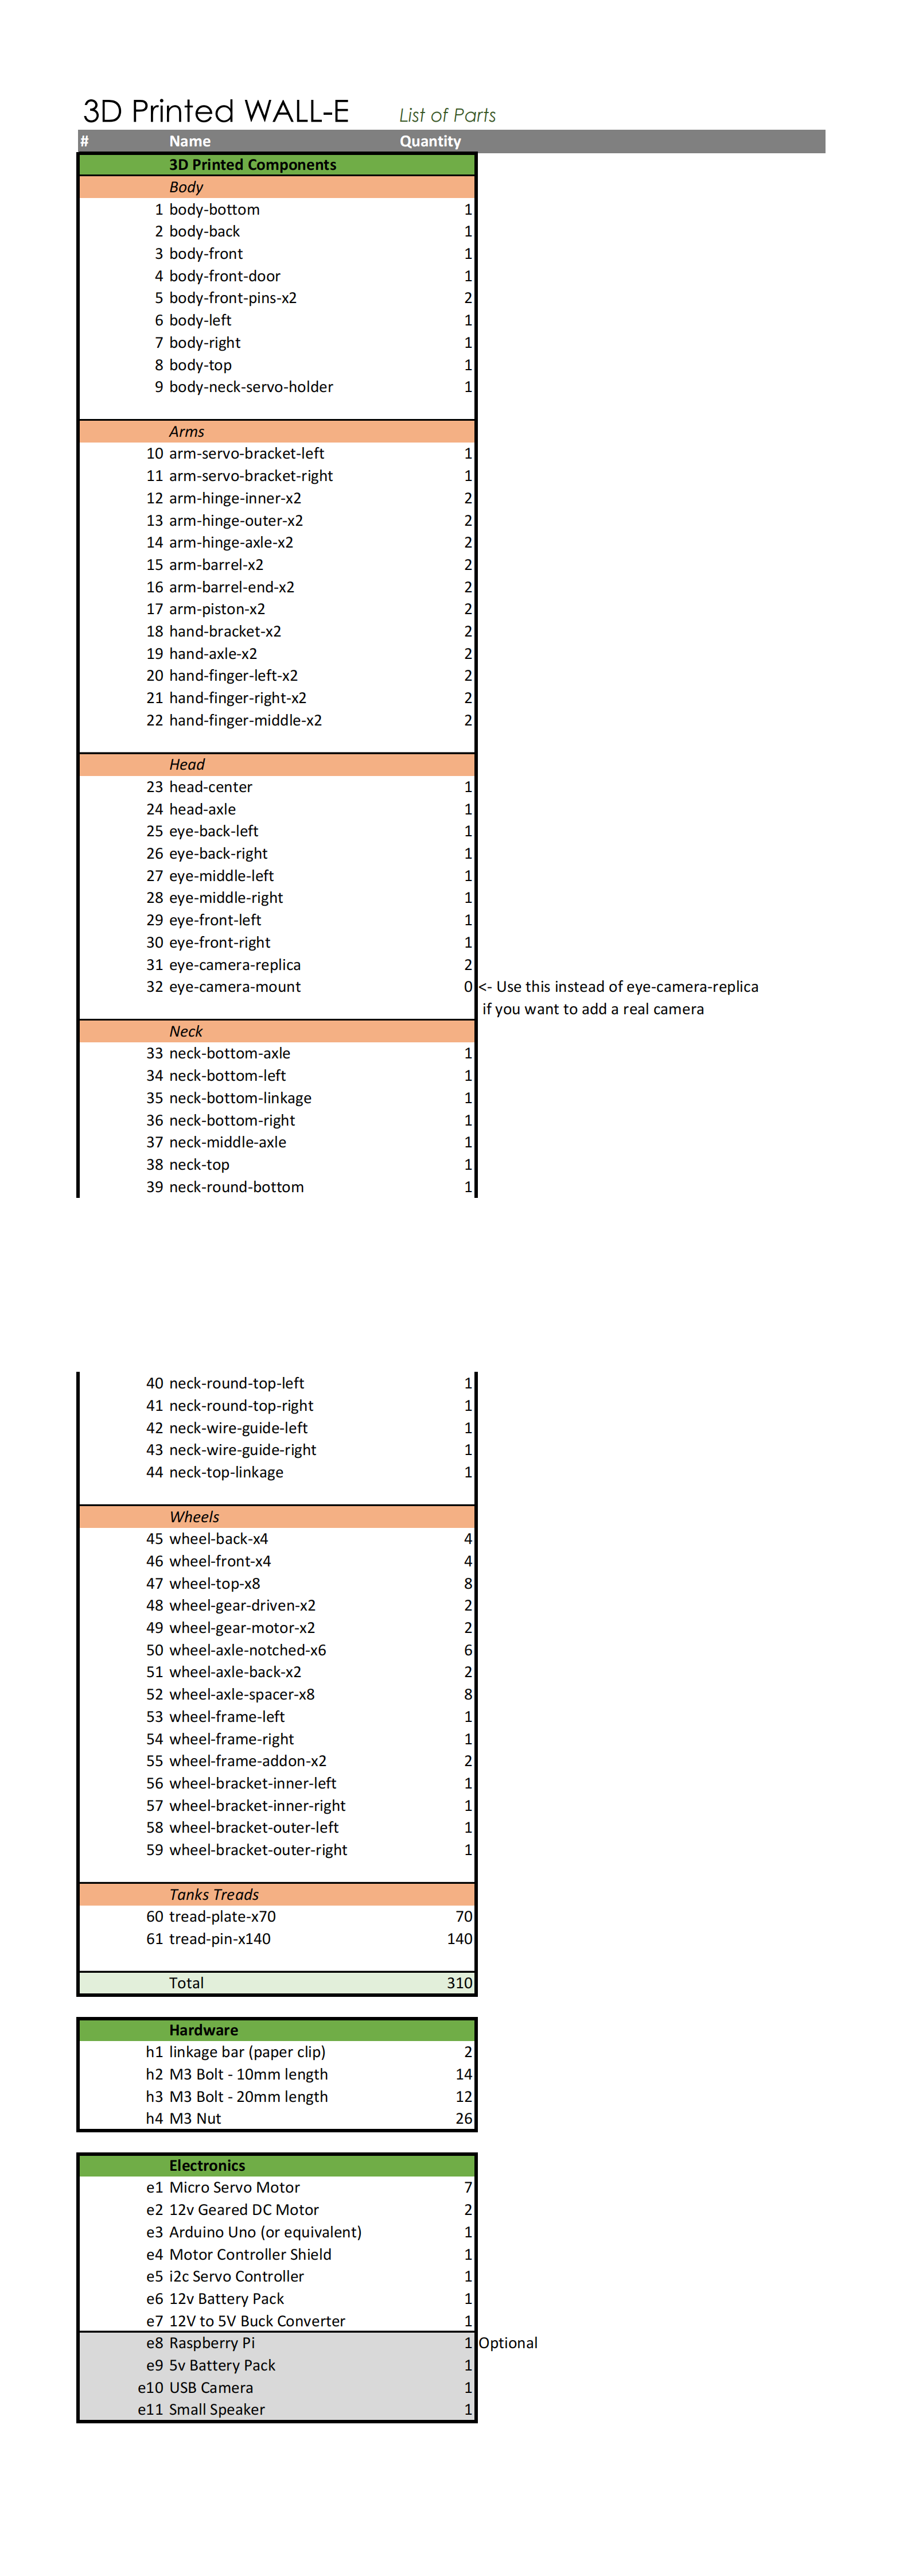 3D Printed WALL-E List of Parts
# Name Quantity
3D Printed Components
Body
1 body-bottom 1
2 body-back 1
3 body-front 1
4 body-front-door 1
5 body-front-pins-x2 2
6 body-left 1
7 body-right 1
8 body-top 1
9 body-neck-servo-holder 1
Arms
10 arm-servo-bracket-left 1
11 arm-servo-bracket-right 1
12 arm-hinge-inner-x2 2
13 arm-hinge-outer-x2 2
14 arm-hinge-axle-x2 2
15 arm-barrel-x2 2
16 arm-barrel-end-x2 2
17 arm-piston-x2 2
18 hand-bracket-x2 2
19 hand-axle-x2 2
20 hand-finger-left-x2 2
21 hand-finger-right-x2 2
22 hand-finger-middle-x2 2
Head
23 head-center 1
24 head-axle 1
25 eye-back-left 1
26 eye-back-right 1
27 eye-middle-left 1
28 eye-middle-right 1
29 eye-front-left 1
30 eye-front-right 1
31 eye-camera-replica 2
32 eye-camera-mount 0 <- Use this instead of eye-camera-replica
if you want to add a real camera
Neck
33 neck-bottom-axle 1
34 neck-bottom-left 1
35 neck-bottom-linkage 1
36 neck-bottom-right 1
37 neck-middle-axle 1
38 neck-top 1
39 neck-round-bottom 1
40 neck-round-top-left 1
41 neck-round-top-right 1
42 neck-wire-guide-left 1
43 neck-wire-guide-right 1
44 neck-top-linkage 1
Wheels
45 wheel-back-x4 4
46 wheel-front-x4 4
47 wheel-top-x8 8
48 wheel-gear-driven-x2 2
49 wheel-gear-motor-x2 2
50 wheel-axle-notched-x6 6
51 wheel-axle-back-x2 2
52 wheel-axle-spacer-x8 8
53 wheel-frame-left 1
54 wheel-frame-right 1
55 wheel-frame-addon-x2 2
56 wheel-bracket-inner-left 1
57 wheel-bracket-inner-right 1
58 wheel-bracket-outer-left 1
59 wheel-bracket-outer-right 1
Tanks Treads
60 tread-plate-x70 70
61 tread-pin-x140 140
Total 310
Hardware
h1 linkage bar (paper clip) 2
h2 M3 Bolt - 10mm length 14
h3 M3 Bolt - 20mm length 12
h4 M3 Nut 26
Electronics
e1 Micro Servo Motor 7
e2 12v Geared DC Motor 2
e3 Arduino Uno (or equivalent) 1
e4 Motor Controller Shield 1
e5 i2c Servo Controller 1
e6 12v Battery Pack 1
e7 12V to 5V Buck Converter 1
e8 Raspberry Pi 1 Optional
e9 5v Battery Pack 1
e10 USB Camera 1
e11 Small Speaker 1